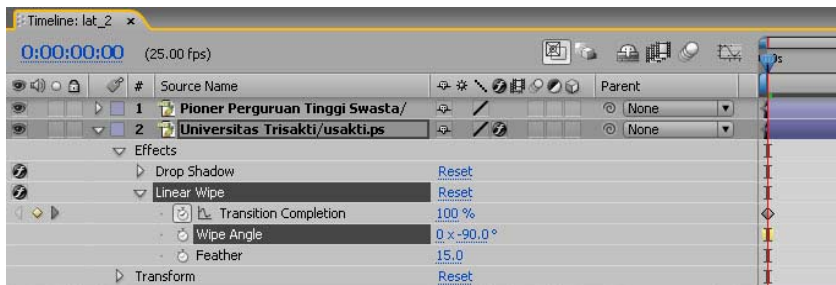 Timeline: lat_2 ×
0:00:00:00 (25.00 fps)
# Source Name Parent
1 Pioner Perguruan Tinggi Swasta/ None
2 Universitas Trisakti/usakti.ps None
Effects
Drop Shadow Reset
Linear Wipe Reset
Transition Completion 100 %
Wipe Angle 0 x -90.0°
Feather 15.0
Transform Reset